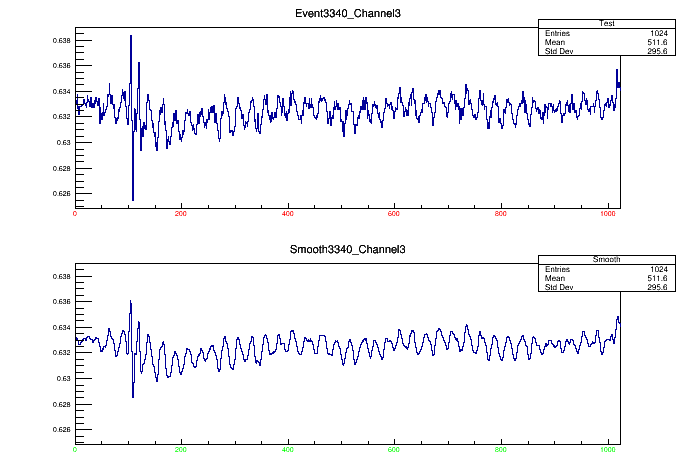 Event3340_Channel3
Test
Entries 1024
Mean 511.6
Std Dev 295.6
0.638
0.636
0.634
0.632
0.63
0.628
0.626
0 200 400 600 800 1000
Smooth3340_Channel3
Smooth
Entries 1024
Mean 511.6
Std Dev 295.6
0.638
0.636
0.634
0.632
0.63
0.628
0.626
0 200 400 600 800 1000